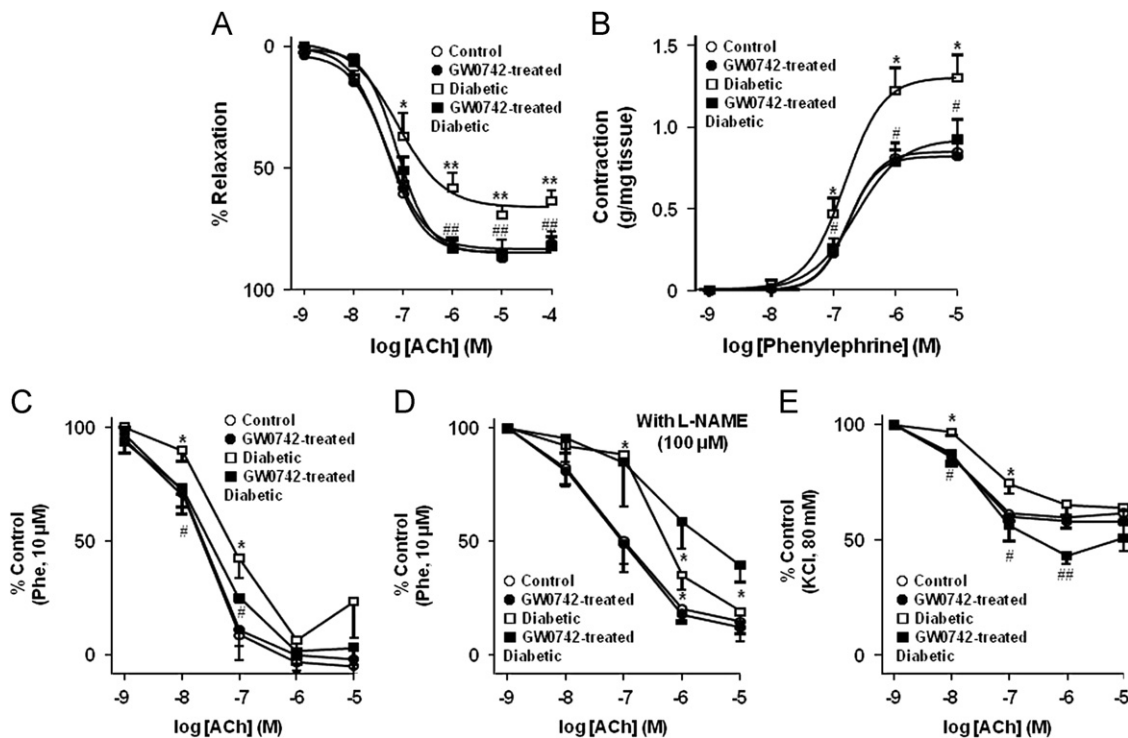 A
0
50
100
% Relaxation
Control
GW0742-treated
Diabetic
GW0742-treated
Diabetic
*
**
**
**
##
##
##
-9 -8 -7 -6 -5 -4
log [ACh] (M)
B
1.5
1.0
0.5
0
Contraction
(g/mg tissue)
Control
GW0742-treated
Diabetic
GW0742-treated
Diabetic
*
*
*
#
#
#
-9 -8 -7 -6 -5
log [Phenylephrine] (M)
C
100
50
0
% Control
(Phe, 10 µM)
Control
GW0742-treated
Diabetic
GW0742-treated
Diabetic
*
#
*
#
-9 -8 -7 -6 -5
log [ACh] (M)
D
With L-NAME
(100 µM)
100
50
0
% Control
(Phe, 10 µM)
*
*
*
Control
GW0742-treated
Diabetic
GW0742-treated
Diabetic
-9 -8 -7 -6 -5
log [ACh] (M)
E
100
50
0
% Control
(KCl, 80 mM)
*
#
*
#
##
Control
GW0742-treated
Diabetic
GW0742-treated
Diabetic
-9 -8 -7 -6 -5
log [ACh] (M)